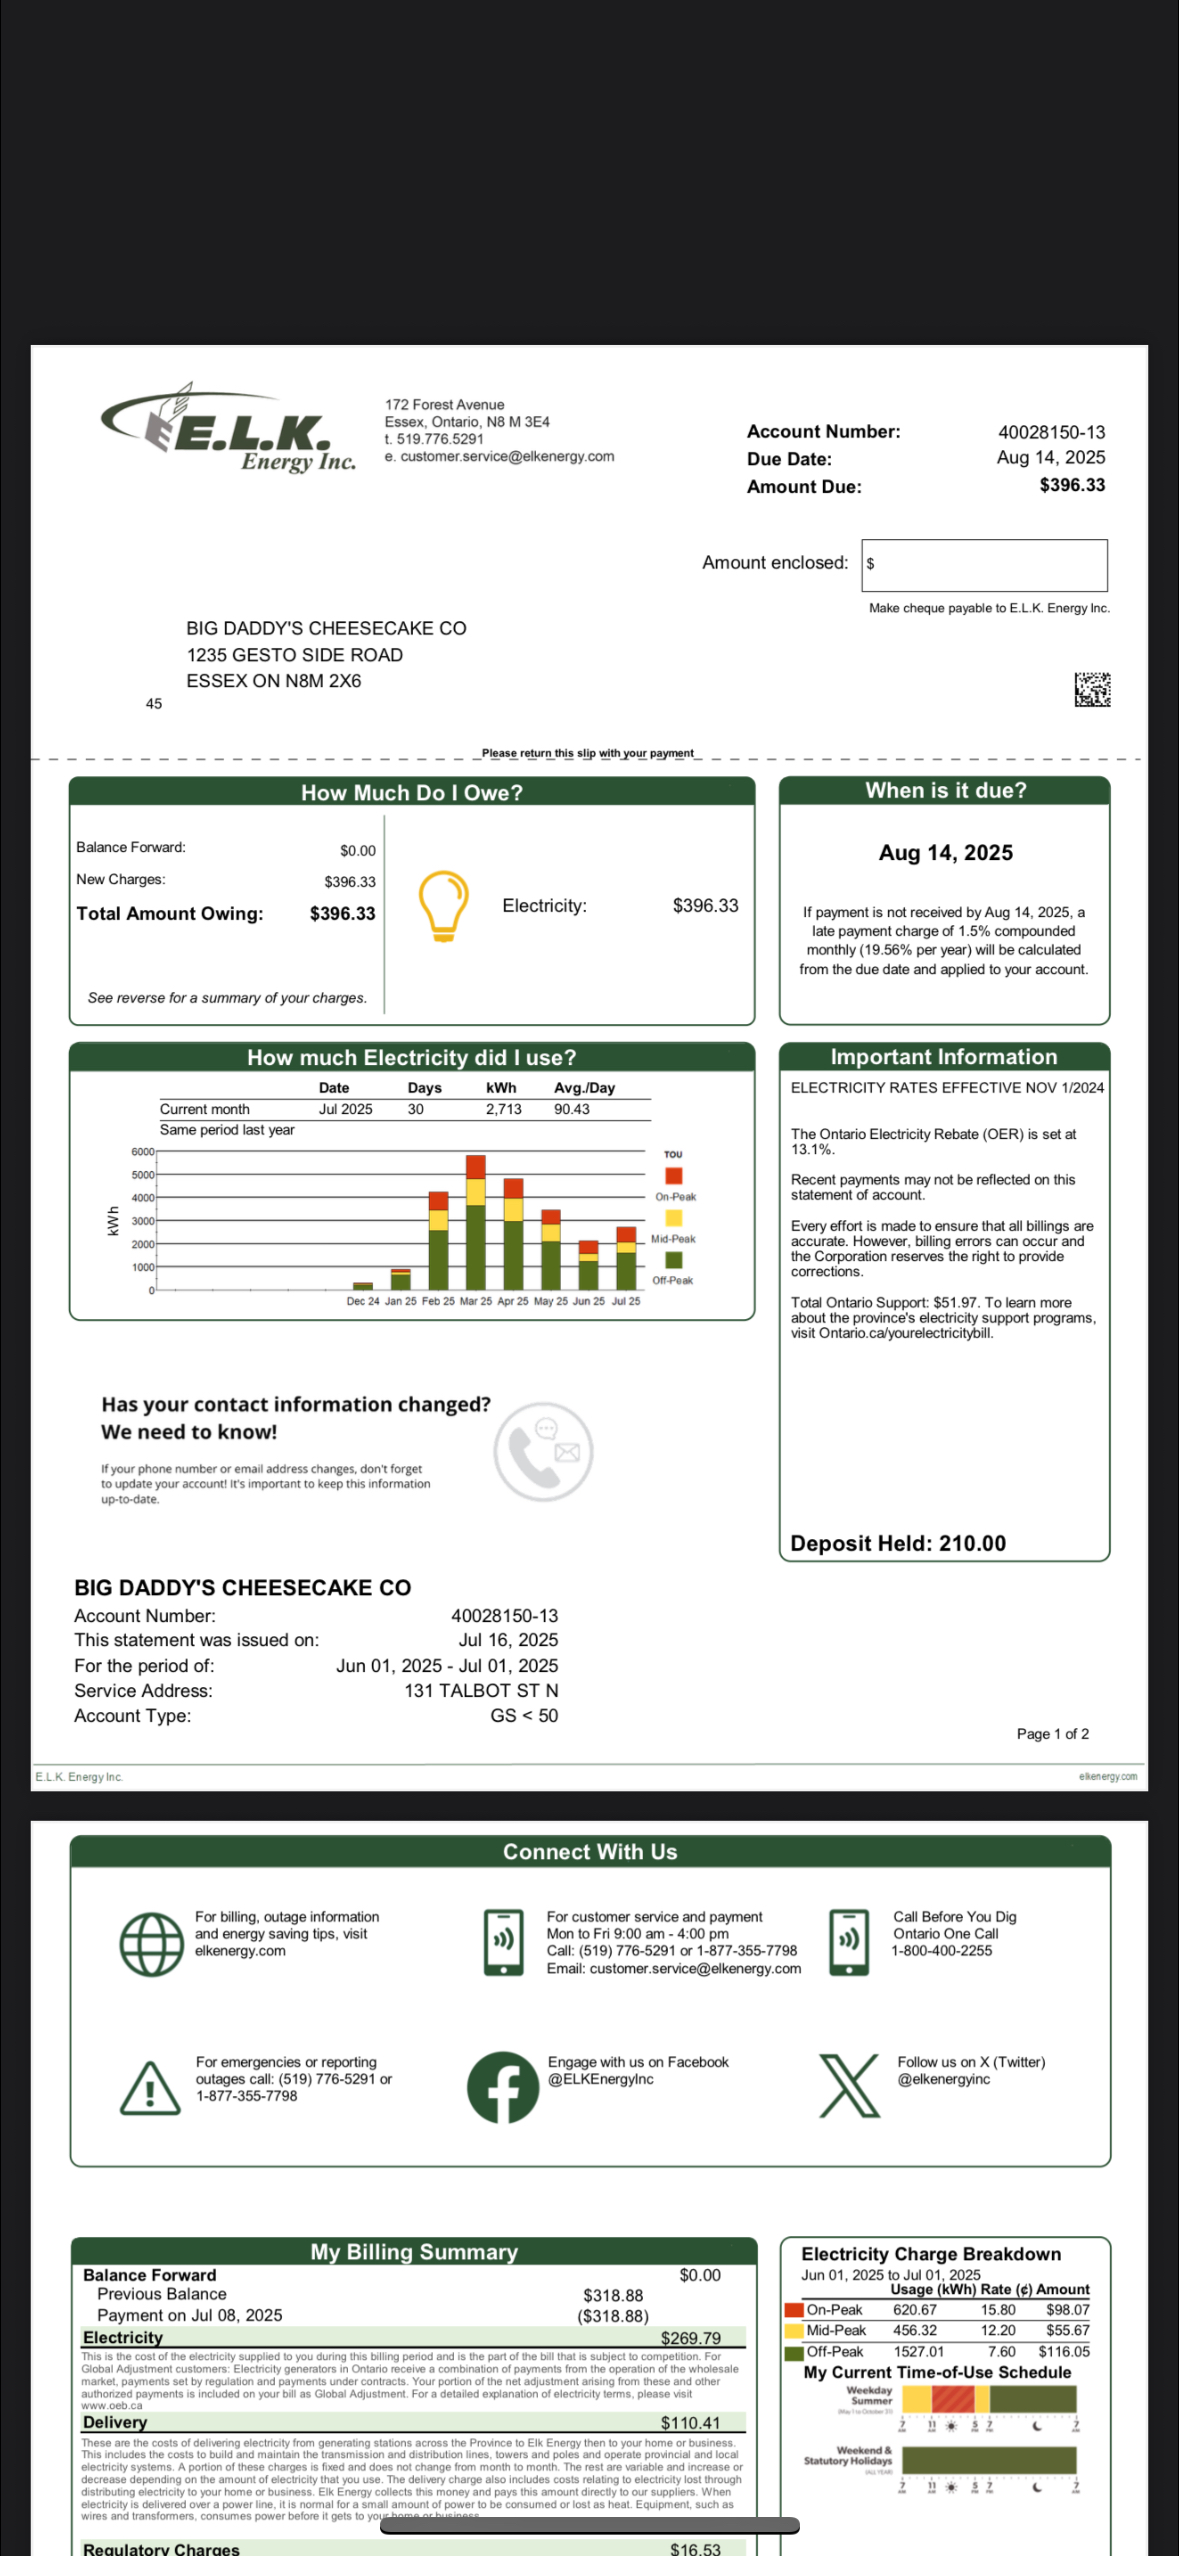 E.L.K.
Energy Inc.
172 Forest Avenue
Essex, Ontario, N8 M 3E4
t. 519.776.5291
e. customer.service@elkenergy.com
Account Number: 40028150-13
Due Date: Aug 14, 2025
Amount Due: $396.33
Amount enclosed: $
Make cheque payable to E.L.K. Energy Inc.
BIG DADDY'S CHEESECAKE CO
1235 GESTO SIDE ROAD
ESSEX ON N8M 2X6
45
Please return this slip with your payment
How Much Do I Owe?
Balance Forward: $0.00
New Charges: $396.33
Total Amount Owing: $396.33
See reverse for a summary of your charges.
Electricity: $396.33
When is it due?
Aug 14, 2025
If payment is not received by Aug 14, 2025, a
late payment charge of 1.5% compounded
monthly (19.56% per year) will be calculated
from the due date and applied to your account.
How much Electricity did I use?
Date Days kWh Avg./Day
Current month Jul 2025 30 2,713 90.43
Same period last year
6000
5000
4000
3000
2000
1000
0
kWh
Dec 24 Jan 25 Feb 25 Mar 25 Apr 25 May 25 Jun 25 Jul 25
TOU
On-Peak
Mid-Peak
Off-Peak
Important Information
ELECTRICITY RATES EFFECTIVE NOV 1/2024
The Ontario Electricity Rebate (OER) is set at
13.1%.
Recent payments may not be reflected on this
statement of account.
Every effort is made to ensure that all billings are
accurate. However, billing errors can occur and
the Corporation reserves the right to provide
corrections.
Total Ontario Support: $51.97. To learn more
about the province's electricity support programs,
visit Ontario.ca/yourelectricitybill.
Deposit Held: 210.00
Has your contact information changed?
We need to know!
If your phone number or email address changes, don't forget
to update your account! It's important to keep this information
up-to-date.
BIG DADDY'S CHEESECAKE CO
Account Number: 40028150-13
This statement was issued on: Jul 16, 2025
For the period of: Jun 01, 2025 - Jul 01, 2025
Service Address: 131 TALBOT ST N
Account Type: GS < 50
Page 1 of 2
E.L.K. Energy Inc.
elkenergy.com
Connect With Us
For billing, outage information
and energy saving tips, visit
elkenergy.com
For customer service and payment
Mon to Fri 9:00 am - 4:00 pm
Call: (519) 776-5291 or 1-877-355-7798
Email: customer.service@elkenergy.com
Call Before You Dig
Ontario One Call
1-800-400-2255
For emergencies or reporting
outages call: (519) 776-5291 or
1-877-355-7798
Engage with us on Facebook
@ELKEnergyInc
Follow us on X (Twitter)
@elkenergyinc
My Billing Summary
Balance Forward $0.00
Previous Balance $318.88
Payment on Jul 08, 2025 ($318.88)
Electricity $269.79
This is the cost of the electricity supplied to you during this billing period and is the part of the bill that is subject to competition. For
Global Adjustment customers: Electricity generators in Ontario receive a combination of payments from the operation of the wholesale
market, payments set by regulation and payments under contracts. Your portion of the net adjustment arising from these and other
authorized payments is included on your bill as Global Adjustment. For a detailed explanation of electricity terms, please visit
www.oeb.ca
Delivery $110.41
These are the costs of delivering electricity from generating stations across the Province to Elk Energy then to your home or business.
This includes the costs to build and maintain the transmission and distribution lines, towers and poles and operate provincial and local
electricity systems. A portion of these charges is fixed and does not change from month to month. The rest are variable and increase or
decrease depending on the amount of electricity that you use. The delivery charge also includes costs relating to electricity lost through
distributing electricity to your home or business. Elk Energy collects this money and pays this amount directly to our suppliers. When
electricity is delivered over a power line, it is normal for a small amount of power to be consumed or lost as heat. Equipment, such as
wires and transformers, consumes power before it gets to your home or business.
Regulatory Charges $16.53
Electricity Charge Breakdown
Jun 01, 2025 to Jul 01, 2025
Usage (kWh) Rate (¢) Amount
On-Peak 620.67 15.80 $98.07
Mid-Peak 456.32 12.20 $55.67
Off-Peak 1527.01 7.60 $116.05
My Current Time-of-Use Schedule
Weekday
Summer
(May 1 to October 31)
7 AM 11 AM 5 PM 7 PM 7 AM
Weekend &
Statutory Holidays
(ALL YEAR)
7 AM 11 AM 5 PM 7 PM 7 AM